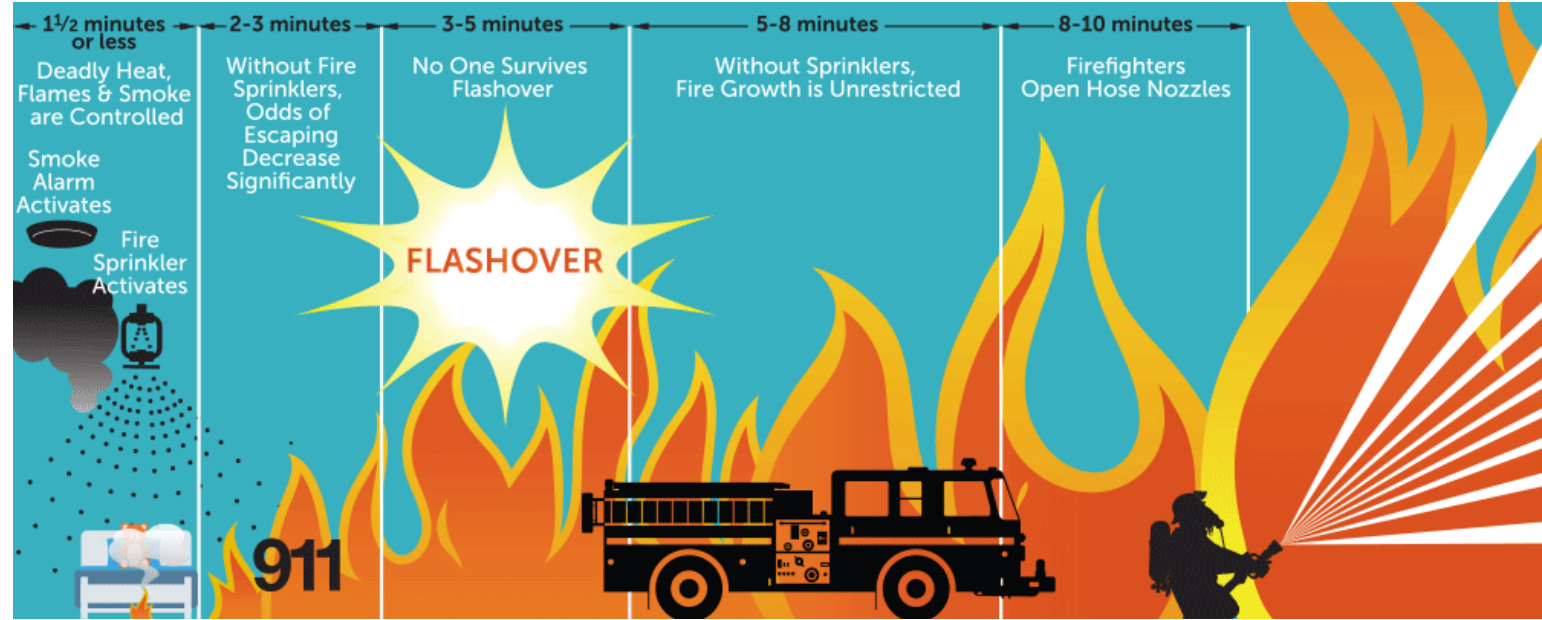 1½ minutes
or less
Deadly Heat,
Flames & Smoke
are Controlled
Smoke
Alarm
Activates
Fire
Sprinkler
Activates
2-3 minutes
Without Fire
Sprinklers,
Odds of
Escaping
Decrease
Significantly
911
3-5 minutes
No One Survives
Flashover
FLASHOVER
5-8 minutes
Without Sprinklers,
Fire Growth is Unrestricted
8-10 minutes
Firefighters
Open Hose Nozzles